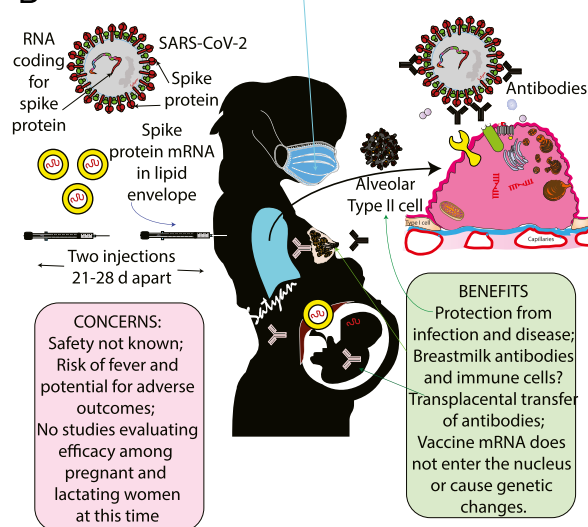 RNA
coding
for
spike
protein
SARS-CoV-2
Spike
protein
Spike
protein mRNA
in lipid
envelope
Two injections
21-28 d apart
Antibodies
Alveolar
Type II cell
Type I cell
Capillaries
Satyan
CONCERNS:
Safety not known;
Risk of fever and
potential for adverse
outcomes;
No studies evaluating
efficacy among
pregnant and
lactating women
at this time
BENEFITS
Protection from
infection and disease;
Breastmilk antibodies
and immune cells?
Transplacental transfer
of antibodies;
Vaccine mRNA does
not enter the nucleus
or cause genetic
changes.